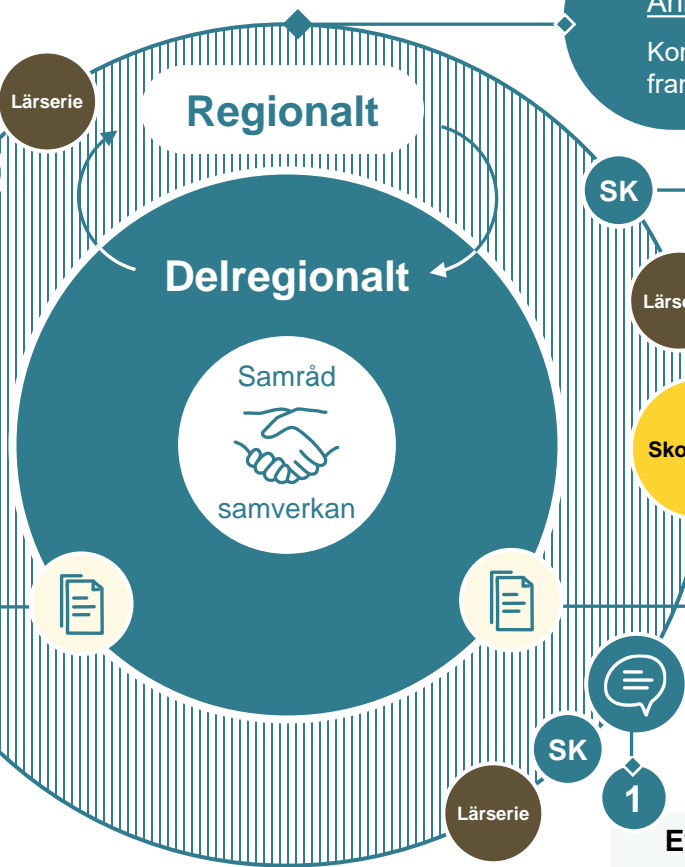 Lärserie
Regionalt
SK
Delregionalt
Samråd
samverkan
SK
1
Lärserie